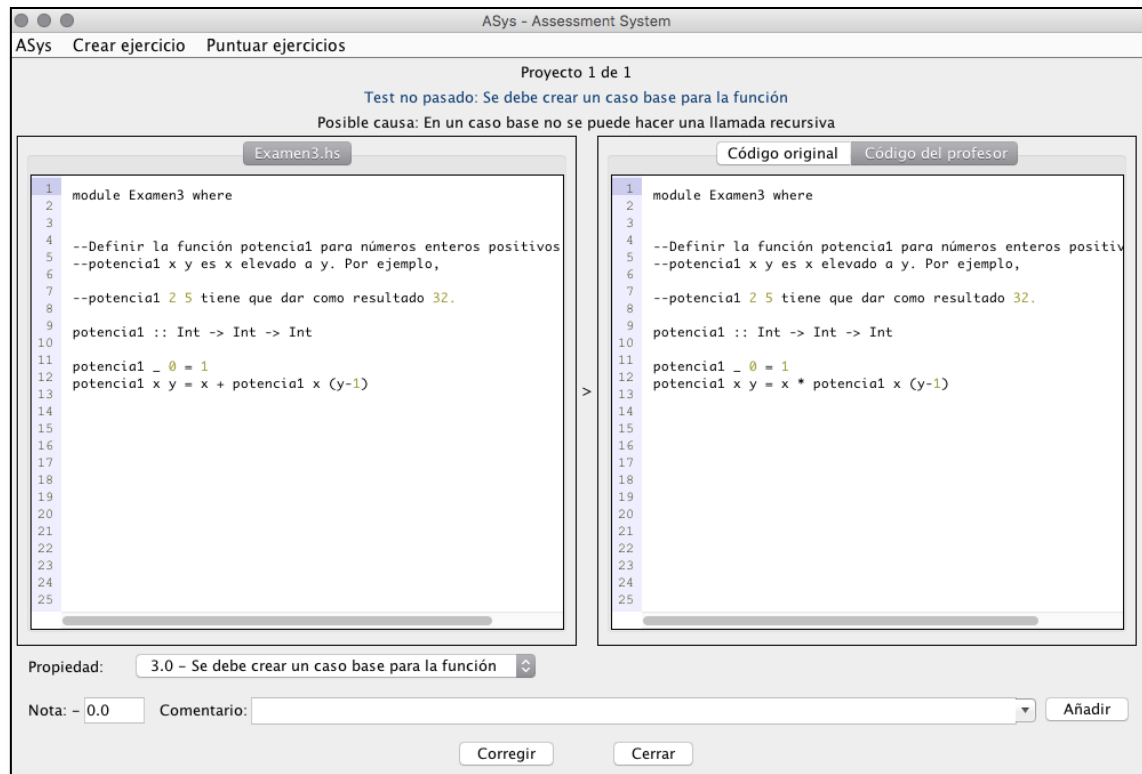 ASys - Assessment System
ASys Crear ejercicio Puntuar ejercicios
Proyecto 1 de 1
Test no pasado: Se debe crear un caso base para la función
Posible causa: En un caso base no se puede hacer una llamada recursiva
Examen3.hs
1
2
3
4
5
6
7
8
9
10
11
12
13
14
15
16
17
18
19
20
21
22
23
24
25
module Examen3 where
--Definir la función potencia1 para números enteros positivos
--potencia1 x y es x elevado a y. Por ejemplo,
--potencia1 2 5 tiene que dar como resultado 32.
potencia1 :: Int -> Int -> Int
potencia1 _ 0 = 1
potencia1 x y = x + potencia1 x (y-1)
>
Código original Código del profesor
1
2
3
4
5
6
7
8
9
10
11
12
13
14
15
16
17
18
19
20
21
22
23
24
25
module Examen3 where
--Definir la función potencia1 para números enteros positiv
--potencia1 x y es x elevado a y. Por ejemplo,
--potencia1 2 5 tiene que dar como resultado 32.
potencia1 :: Int -> Int -> Int
potencia1 _ 0 = 1
potencia1 x y = x * potencia1 x (y-1)
Propiedad: 3.0 - Se debe crear un caso base para la función
Nota: - 0.0 Comentario: Añadir
Corregir Cerrar